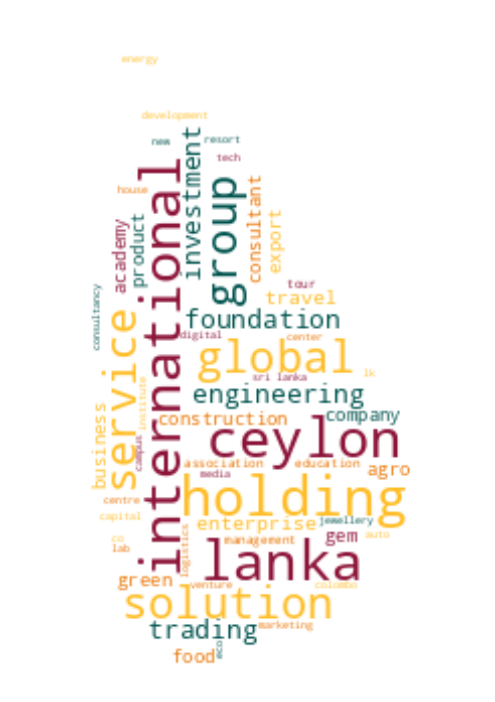 energy
development
new
resort
tech
investment
international
group
house
consultant
export
academy
product
tour
travel
consultancy
foundation
service
digital
center
global
sri lanka
lk
institute
engineering
business
construction
company
ceylon
campus
association
education
agro
media
holding
centre
capital
enterprise
jewellery
gem
auto
co
lab
management
logistics
lanka
green
venture
colombo
solution
trading
marketing
food
eco